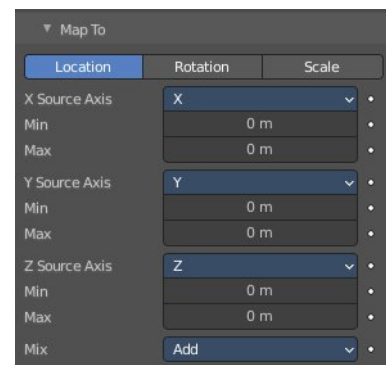 Map To
Location Rotation Scale
X Source Axis X
Min 0 m
Max 0 m
Y Source Axis Y
Min 0 m
Max 0 m
Z Source Axis Z
Min 0 m
Max 0 m
Mix Add